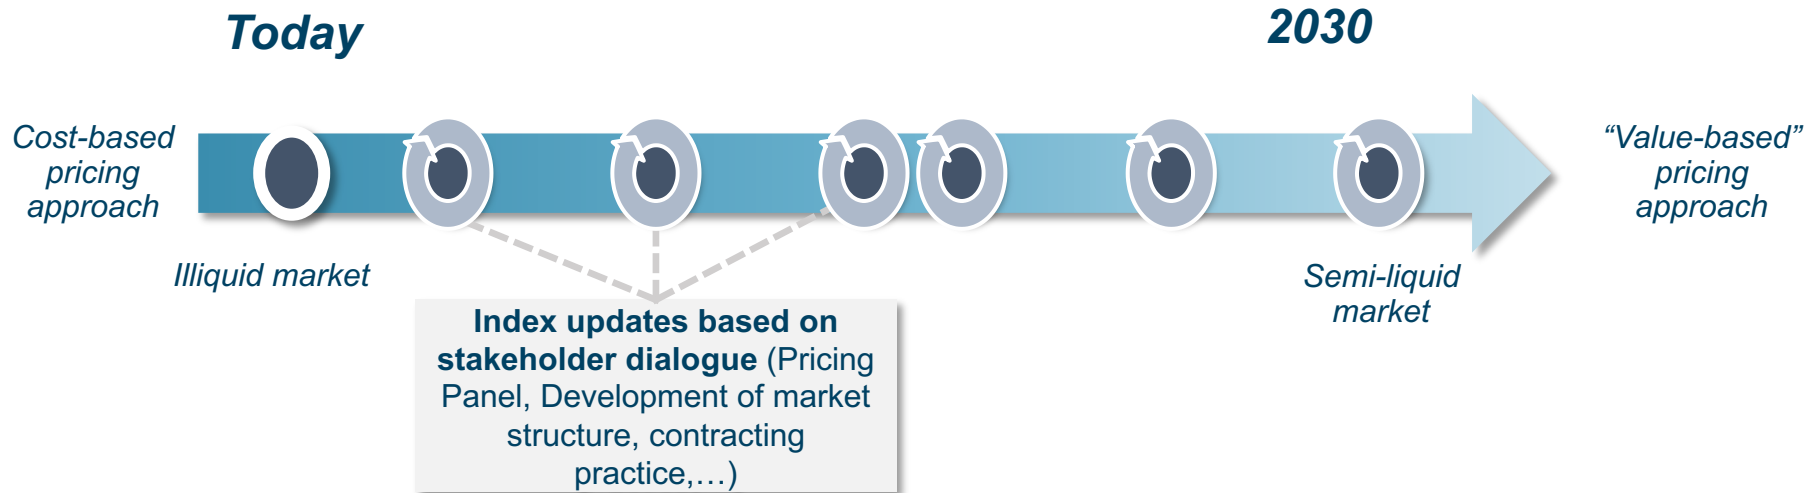 Today
2030
Cost-based
pricing
approach
“Value-based”
pricing
approach
Illiquid market
Semi-liquid
market
Index updates based on
stakeholder dialogue (Pricing
Panel, Development of market
structure, contracting
practice,…)